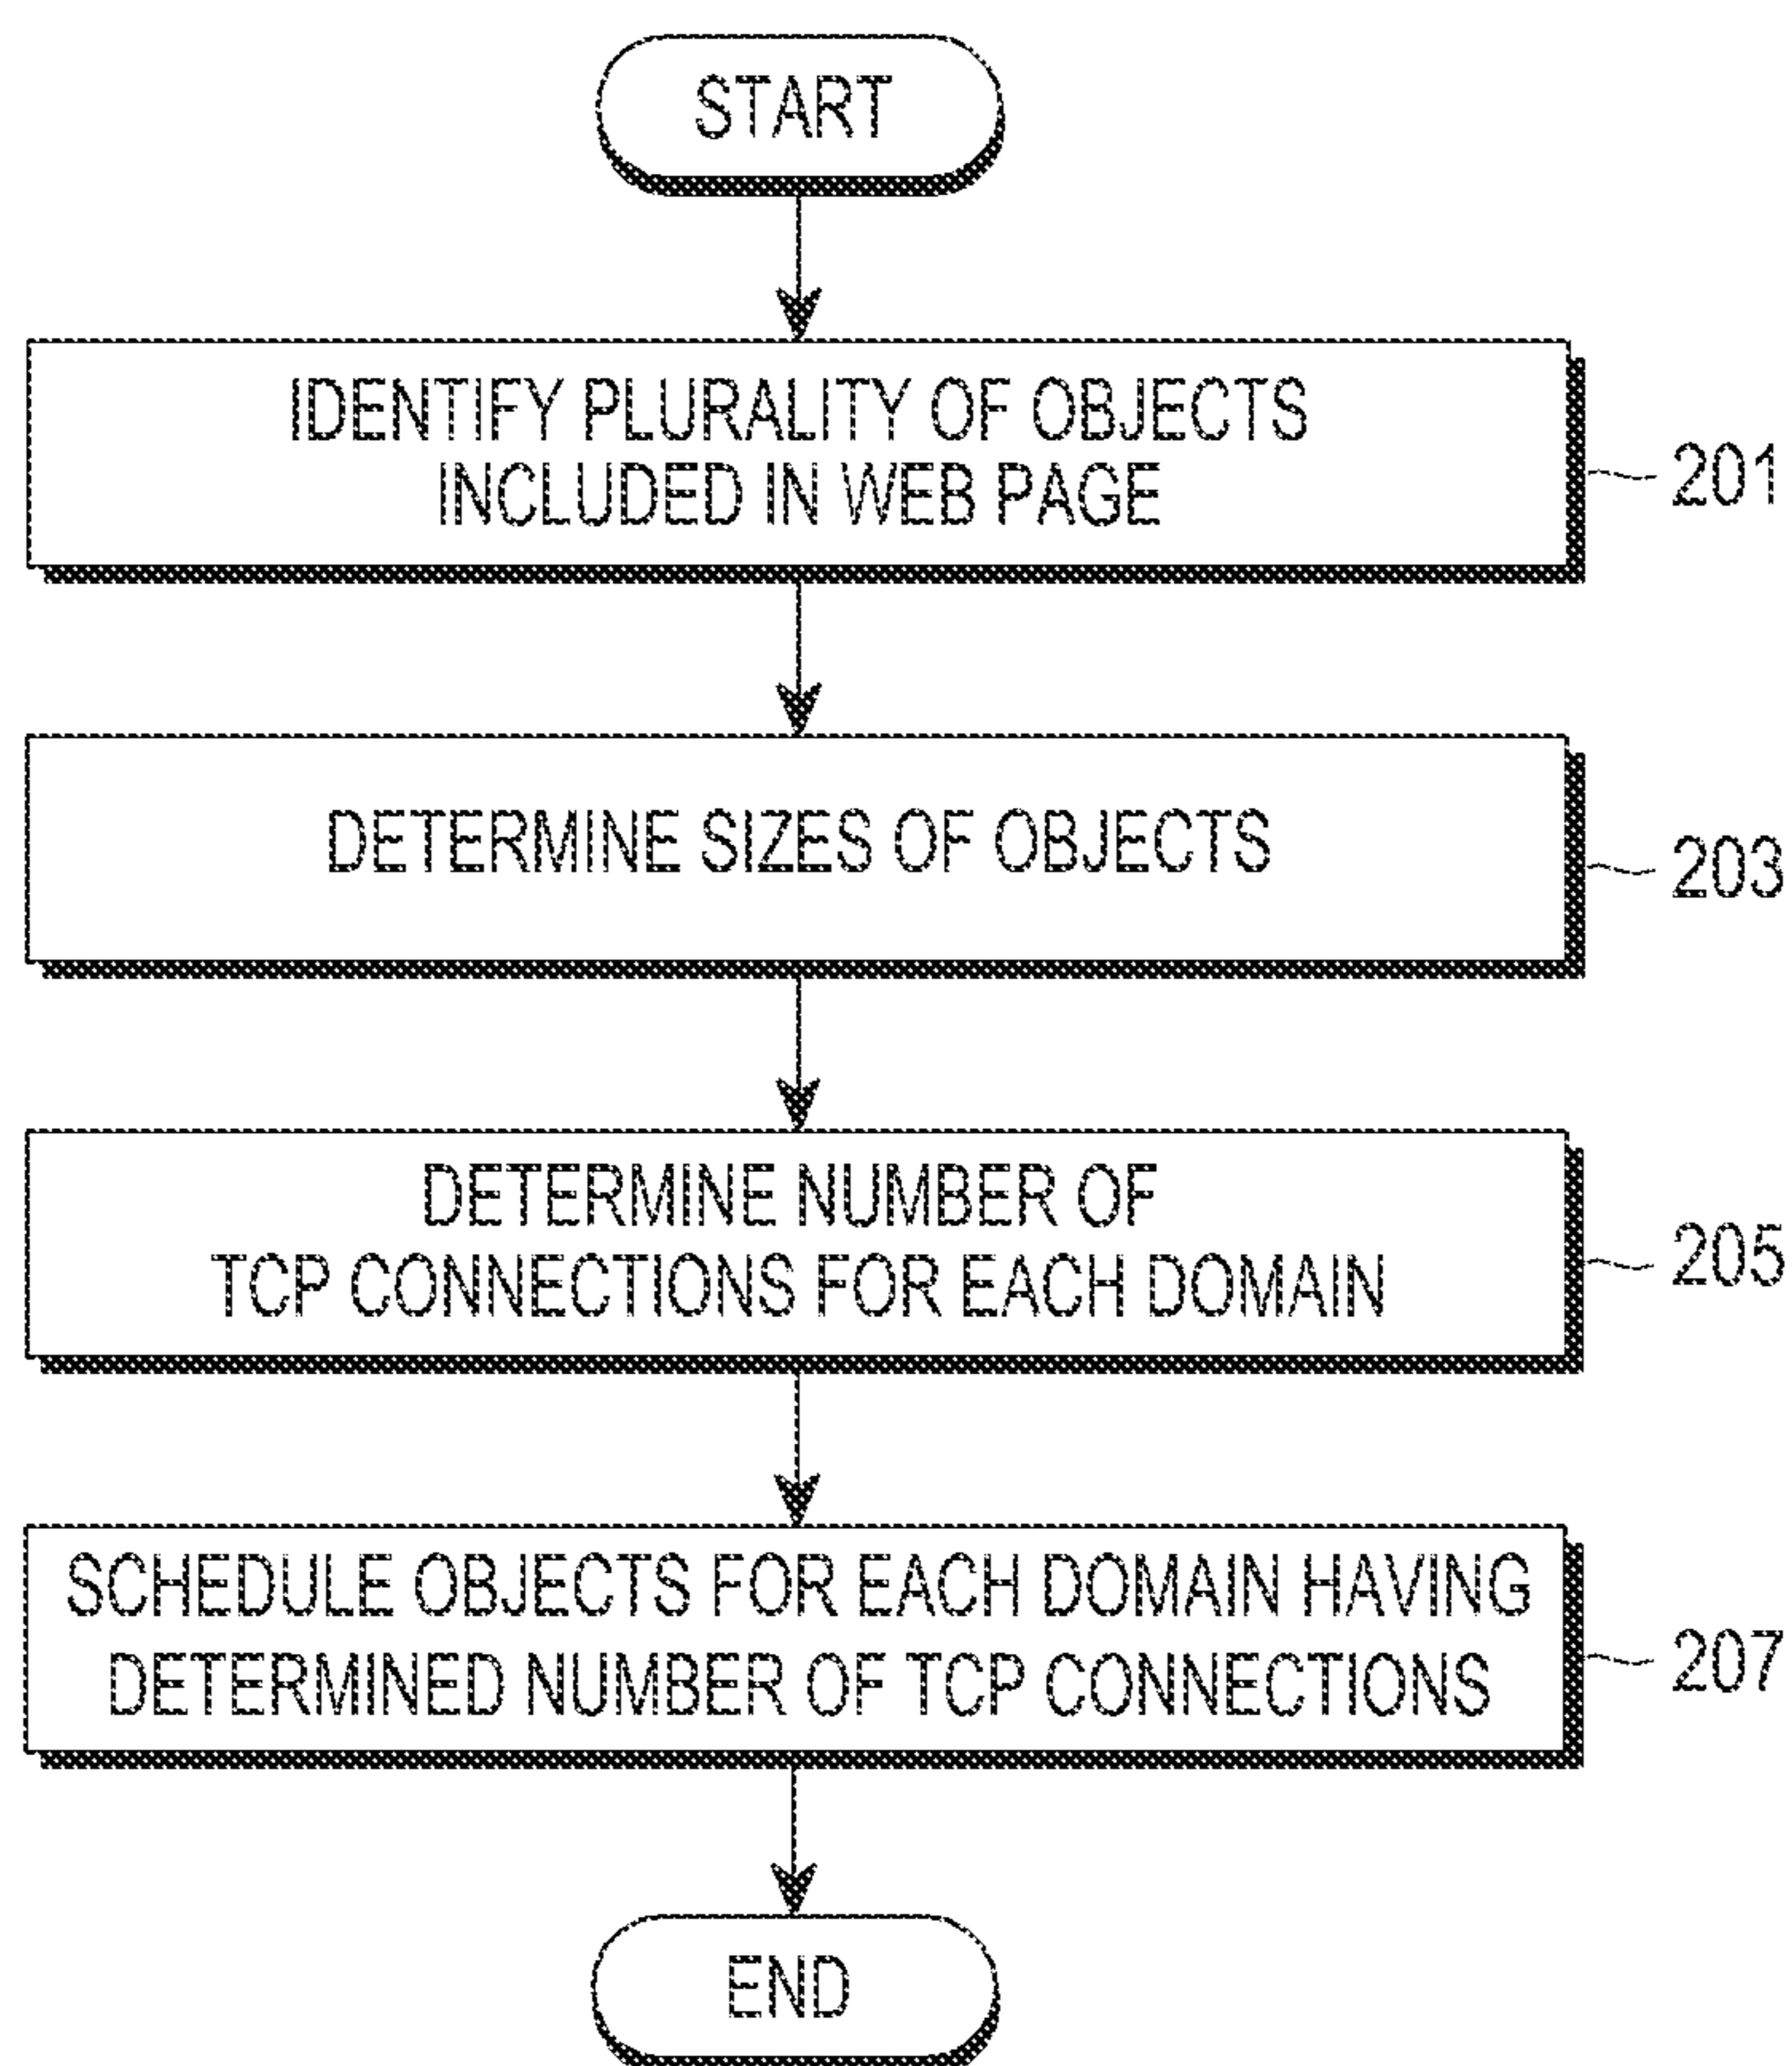 START
IDENTIFY PLURALITY OF OBJECTS
INCLUDED IN WEB PAGE
201
DETERMINE SIZES OF OBJECTS
203
DETERMINE NUMBER OF
TCP CONNECTIONS FOR EACH DOMAIN
205
SCHEDULE OBJECTS FOR EACH DOMAIN HAVING
DETERMINED NUMBER OF TCP CONNECTIONS
207
END